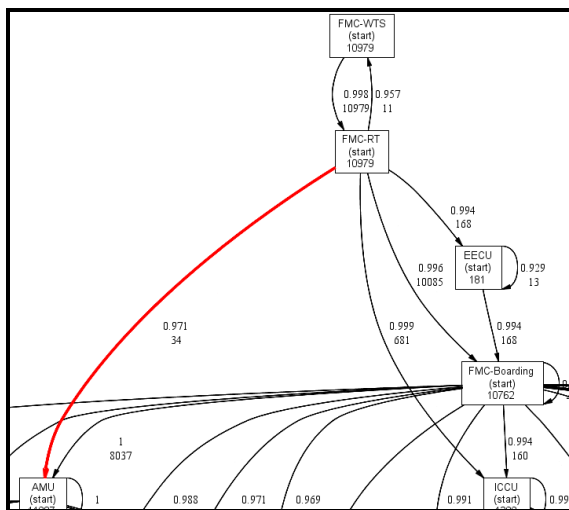 FMC-WTS
(start)
10979
0.998
10979
0.957
11
FMC-RT
(start)
10979
0.994
168
EECU
(start)
181
0.929
13
0.996
10085
0.999
681
0.971
34
0.994
168
FMC-Boarding
(start)
10762
1
8037
0.994
160
AMU
(start)
1
0.988
0.971
0.969
0.991
ICCU
(start)